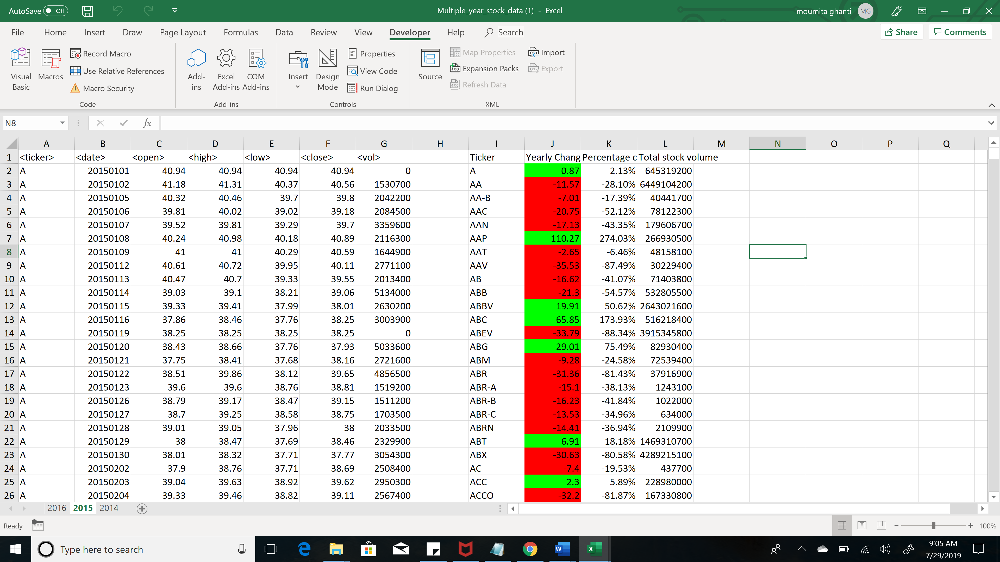 AutoSave Off Multiple_year_stock_data (1) - Excel moumita ghanti MG
File Home Insert Draw Page Layout Formulas Data Review View Developer Help Search Share Comments
Visual Basic
Macros
Record Macro
Use Relative References
Macro Security
Code
Add-ins
Excel Add-ins
COM Add-ins
Add-ins
Insert
Design Mode
Properties
View Code
Run Dialog
Controls
Source
Map Properties
Expansion Packs
Refresh Data
Import
Export
XML
N8 fx
A B C D E F G H I J K L M N O P Q
1 <ticker> <date> <open> <high> <low> <close> <vol> Ticker Yearly Chang Percentage c Total stock volume
2 A 20150101 40.94 40.94 40.94 40.94 0 A 0.87 2.13% 645319200
3 A 20150102 41.18 41.31 40.37 40.56 1530700 AA -11.57 -28.10% 6449104200
4 A 20150105 40.32 40.46 39.7 39.8 2042200 AA-B -7.01 -17.39% 40441700
5 A 20150106 39.81 40.02 39.02 39.18 2084500 AAC -20.75 -52.12% 78122300
6 A 20150107 39.52 39.81 39.29 39.7 3359600 AAN -17.13 -43.35% 179606700
7 A 20150108 40.24 40.98 40.18 40.89 2116300 AAP 110.27 274.03% 266930500
8 A 20150109 41 41 40.29 40.59 1644900 AAT -2.65 -6.46% 48158100
9 A 20150112 40.61 40.72 39.95 40.11 2771100 AAV -35.53 -87.49% 30229400
10 A 20150113 40.47 40.7 39.33 39.55 2013400 AB -16.62 -41.07% 71403800
11 A 20150114 39.03 39.1 38.21 39.06 5134000 ABB -21.3 -54.57% 532805500
12 A 20150115 39.33 39.41 37.99 38.01 2630200 ABBV 19.91 50.62% 2643021600
13 A 20150116 37.86 38.46 37.76 38.25 3003900 ABC 65.85 173.93% 516218400
14 A 20150119 38.25 38.25 38.25 38.25 0 ABEV -33.79 -88.34% 3915345800
15 A 20150120 38.43 38.66 37.76 37.93 5033600 ABG 29.01 75.49% 82930400
16 A 20150121 37.75 38.41 37.68 38.16 2721600 ABM -9.28 -24.58% 72539400
17 A 20150122 38.51 39.86 38.12 39.65 4856500 ABR -31.36 -81.43% 37916900
18 A 20150123 39.6 39.6 38.76 38.81 1519200 ABR-A -15.1 -38.13% 1243100
19 A 20150126 38.79 39.17 38.47 39.15 1511200 ABR-B -16.23 -41.84% 1022000
20 A 20150127 38.7 39.25 38.58 38.75 1703500 ABR-C -13.53 -34.96% 634000
21 A 20150128 39.01 39.05 37.96 38 2033500 ABRN -14.41 -36.94% 2109900
22 A 20150129 38 38.47 37.69 38.46 2329900 ABT 6.91 18.18% 1469310700
23 A 20150130 38.01 38.32 37.71 37.77 3054300 ABX -30.63 -80.58% 4289215100
24 A 20150202 37.9 38.76 37.71 38.69 2508400 AC -7.4 -19.53% 437700
25 A 20150203 39.04 39.63 38.92 39.62 2950300 ACC 2.3 5.89% 228980000
26 A 20150204 39.33 39.46 38.82 39.11 2567400 ACCO -32.2 -81.87% 167330800
2016 2015 2014
Ready 100%
Type here to search
9:05 AM
7/29/2019